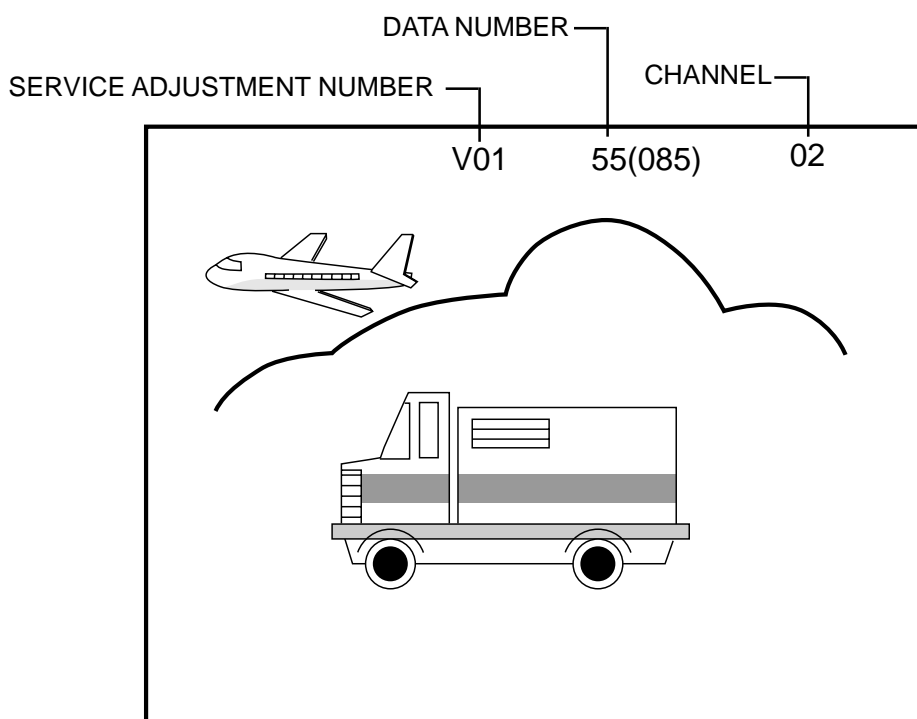 DATA NUMBER
CHANNEL
SERVICE ADJUSTMENT NUMBER
V01 55(085) 02